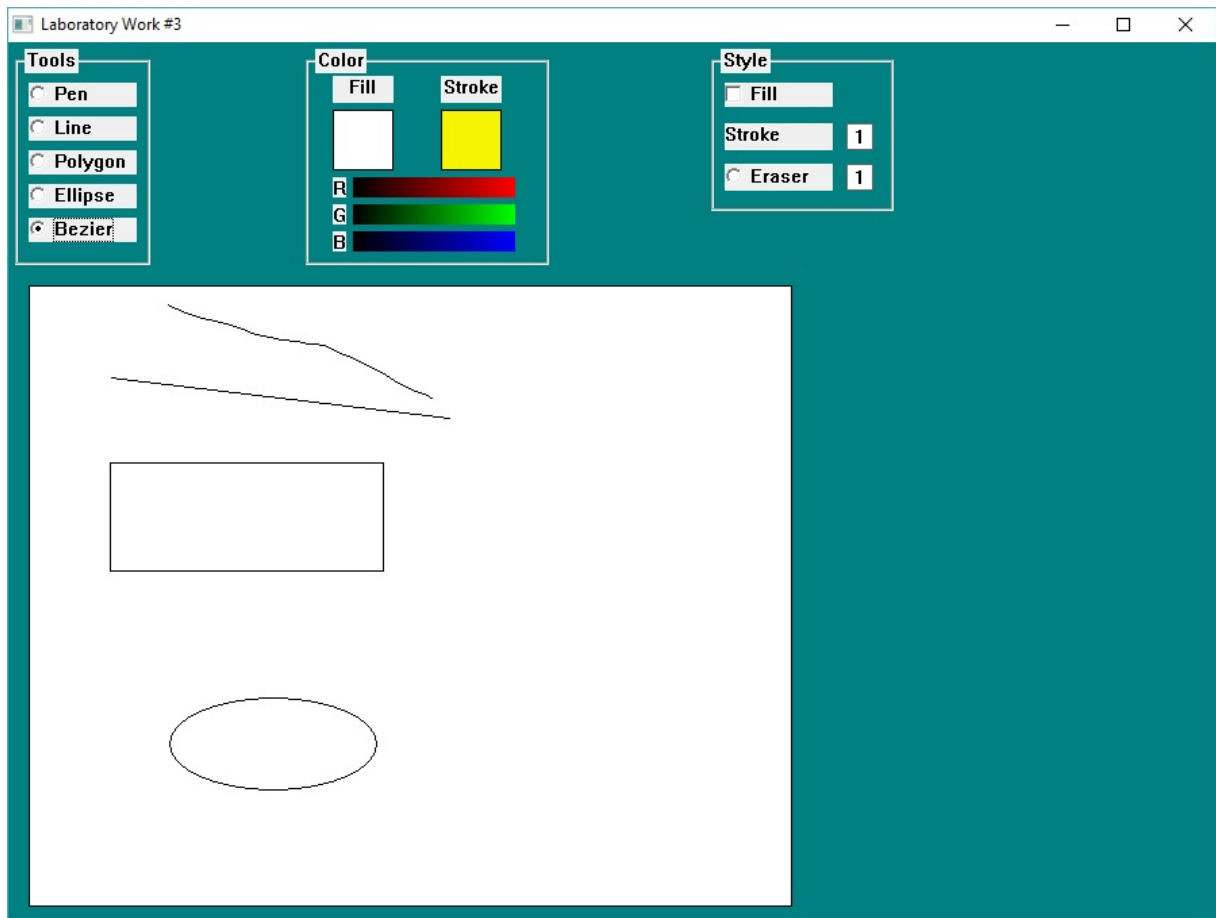 Laboratory Work #3
Tools
Pen
Line
Polygon
Ellipse
Bezier
Color
Fill Stroke
R
G
B
Style
Fill
Stroke 1
Eraser 1